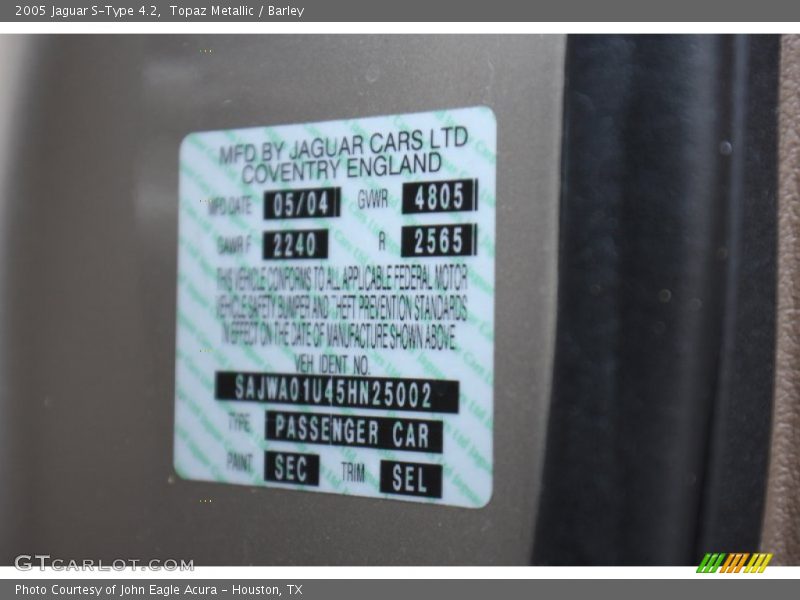 2005 Jaguar S-Type 4.2, Topaz Metallic / Barley
MFD BY JAGUAR CARS LTD
COVENTRY ENGLAND
MFD DATE 05/04 GVWR 4805
GAWR F 2240 R 2565
THIS VEHICLE CONFORMS TO ALL APPLICABLE FEDERAL MOTOR
VEHICLE SAFETY BUMPER AND THEFT PREVENTION STANDARDS
IN EFFECT ON THE DATE OF MANUFACTURE SHOWN ABOVE.
VEH. IDENT. NO.
SAJWA01U45HN25002
TYPE PASSENGER CAR
PAINT SEC TRIM SEL
GTCARLOT.COM
Photo Courtesy of John Eagle Acura - Houston, TX